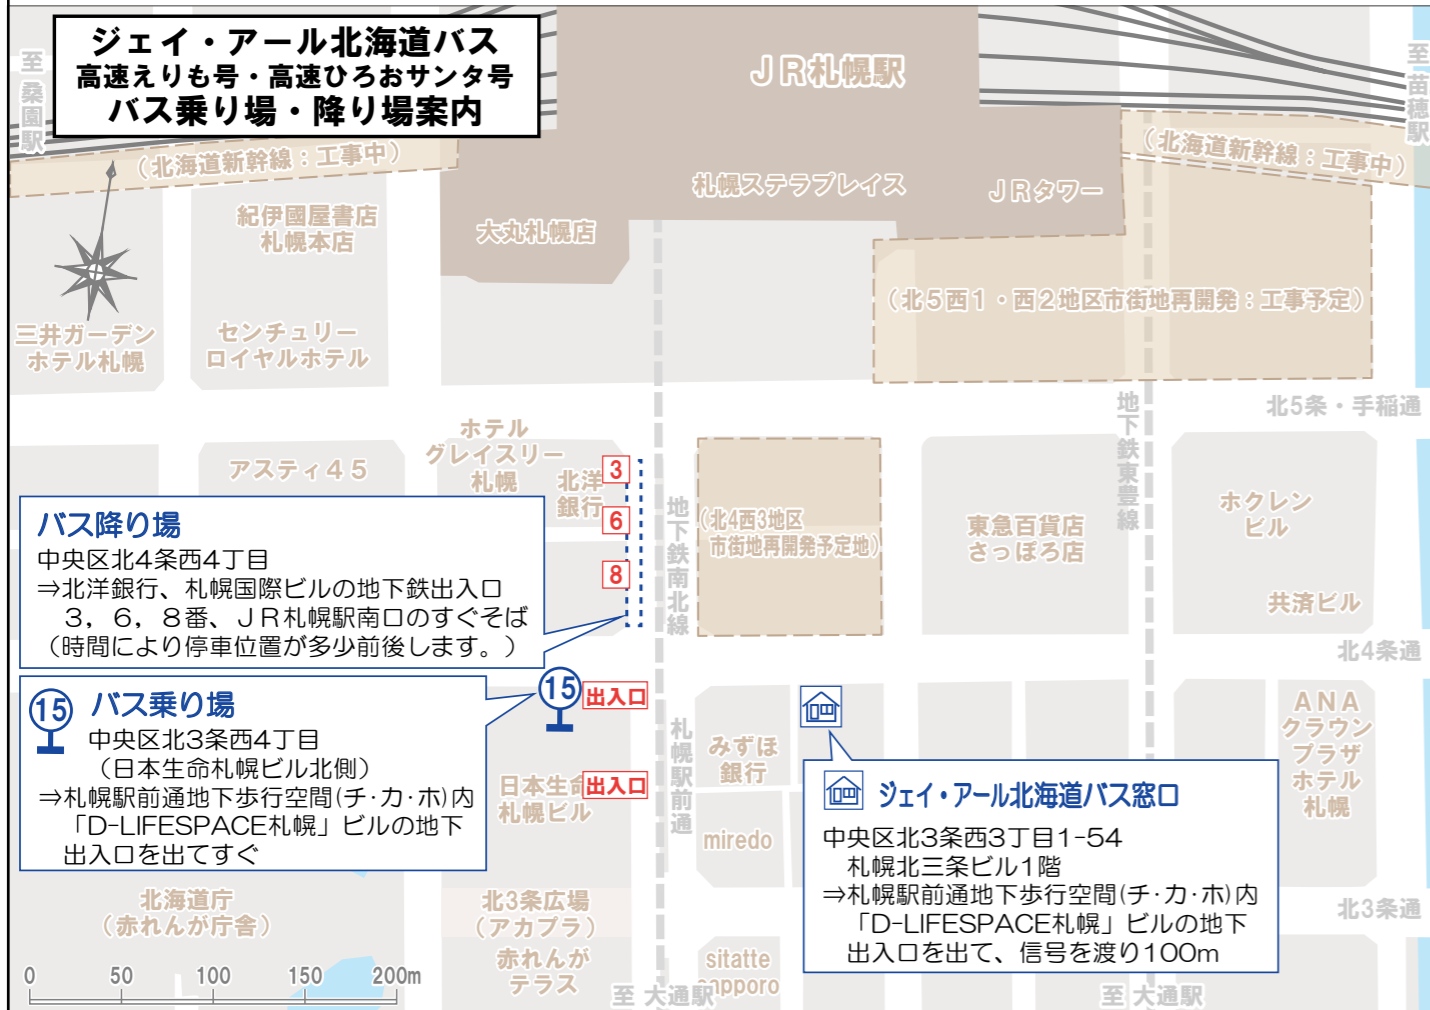 ジェイ・アール北海道バス
高速えりも号・高速ひろおサンタ号
バス乗り場・降り場案内
至 桑園駅
至 苗穂駅
JR札幌駅
(北海道新幹線：工事中)
(北海道新幹線：工事中)
札幌ステラプレイス
JRタワー
大丸札幌店
紀伊國屋書店
札幌本店
三井ガーデン
ホテル札幌
センチュリー
ロイヤルホテル
(北5西1・西2地区市街地再開発：工事予定)
北5条・手稲通
地下鉄東豊線
アスティ45
ホテル
グレイスリー
札幌
北洋
銀行
3
6
8
地下鉄南北線
(北4西3地区
市街地再開発予定地)
東急百貨店
さっぽろ店
ホクレン
ビル
共済ビル
北4条通
バス降り場
中央区北4条西4丁目
⇒北洋銀行、札幌国際ビルの地下鉄出入口
3，6，8番、ＪＲ札幌駅南口のすぐそば
（時間により停車位置が多少前後します。）
15 バス乗り場
中央区北3条西4丁目
（日本生命札幌ビル北側）
⇒札幌駅前通地下歩行空間(チ･カ･ホ)内
「D-LIFESPACE札幌」ビルの地下
出入口を出てすぐ
15
出入口
出入口
日本生命
札幌ビル
札幌駅前通
みずほ
銀行
miredo
ANA
クラウン
プラザ
ホテル
札幌
ジェイ・アール北海道バス窓口
中央区北3条西3丁目1-54
札幌北三条ビル1階
⇒札幌駅前通地下歩行空間(チ･カ･ホ)内
「D-LIFESPACE札幌」ビルの地下
出入口を出て、信号を渡り100m
北海道庁
(赤れんが庁舎)
北3条広場
(アカプラ)
赤れんが
テラス
北3条通
sitatte
sapporo
至 大通駅
至 大通駅
0 50 100 150 200m